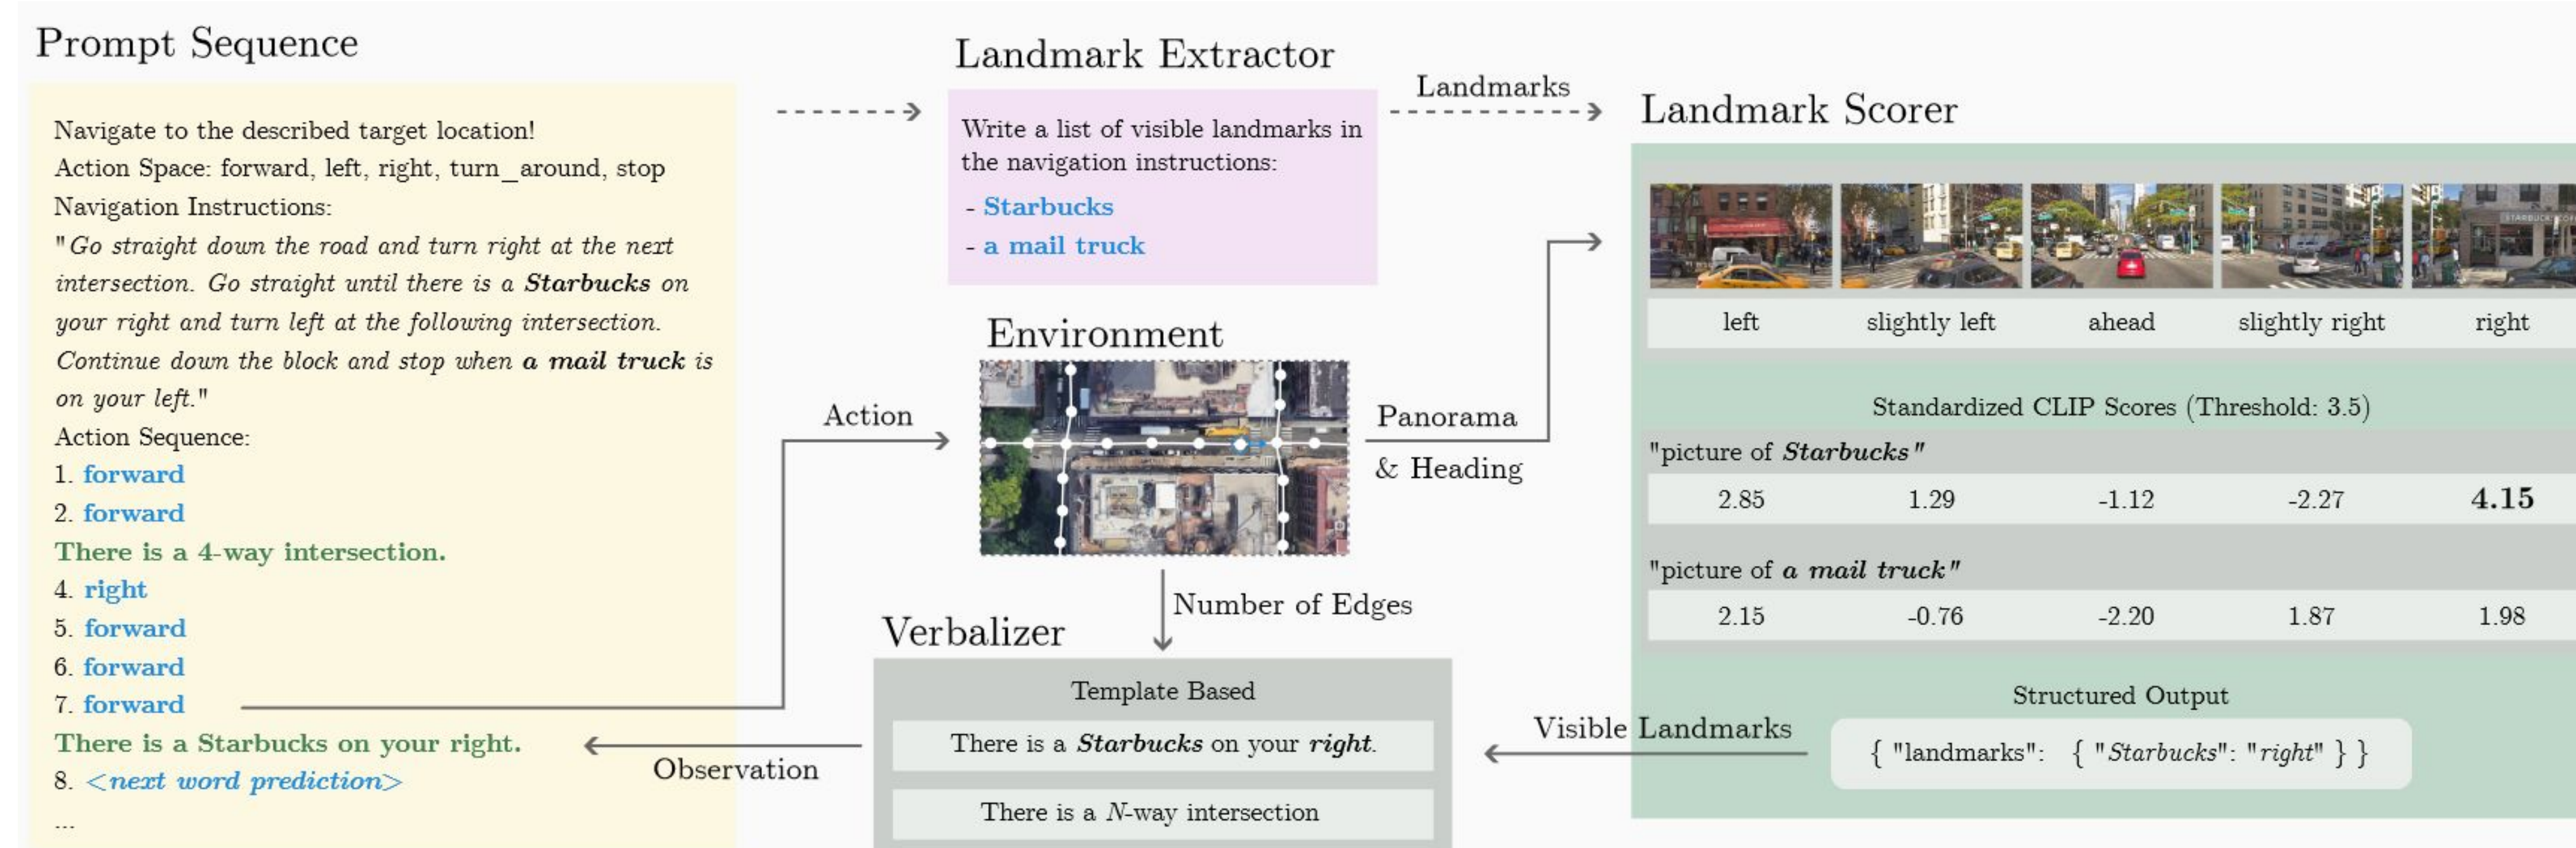 Prompt Sequence
Navigate to the described target location!
Action Space: forward, left, right, turn_around, stop
Navigation Instructions:
"Go straight down the road and turn right at the next
intersection. Go straight until there is a Starbucks on
your right and turn left at the following intersection.
Continue down the block and stop when a mail truck is
on your left."
Action Sequence:
1. forward
2. forward
There is a 4-way intersection.
4. right
5. forward
6. forward
7. forward
There is a Starbucks on your right.
8. <next word prediction>
...
Landmark Extractor
Write a list of visible landmarks in
the navigation instructions:
- Starbucks
- a mail truck
Landmarks
Environment
Action
Panorama
& Heading
Number of Edges
Verbalizer
Template Based
There is a Starbucks on your right.
There is a N-way intersection
Observation
Landmark Scorer
left slightly left ahead slightly right right
Standardized CLIP Scores (Threshold: 3.5)
"picture of Starbucks"
2.85 1.29 -1.12 -2.27 4.15
"picture of a mail truck"
2.15 -0.76 -2.20 1.87 1.98
Structured Output
{ "landmarks": { "Starbucks": "right" } }
Visible Landmarks